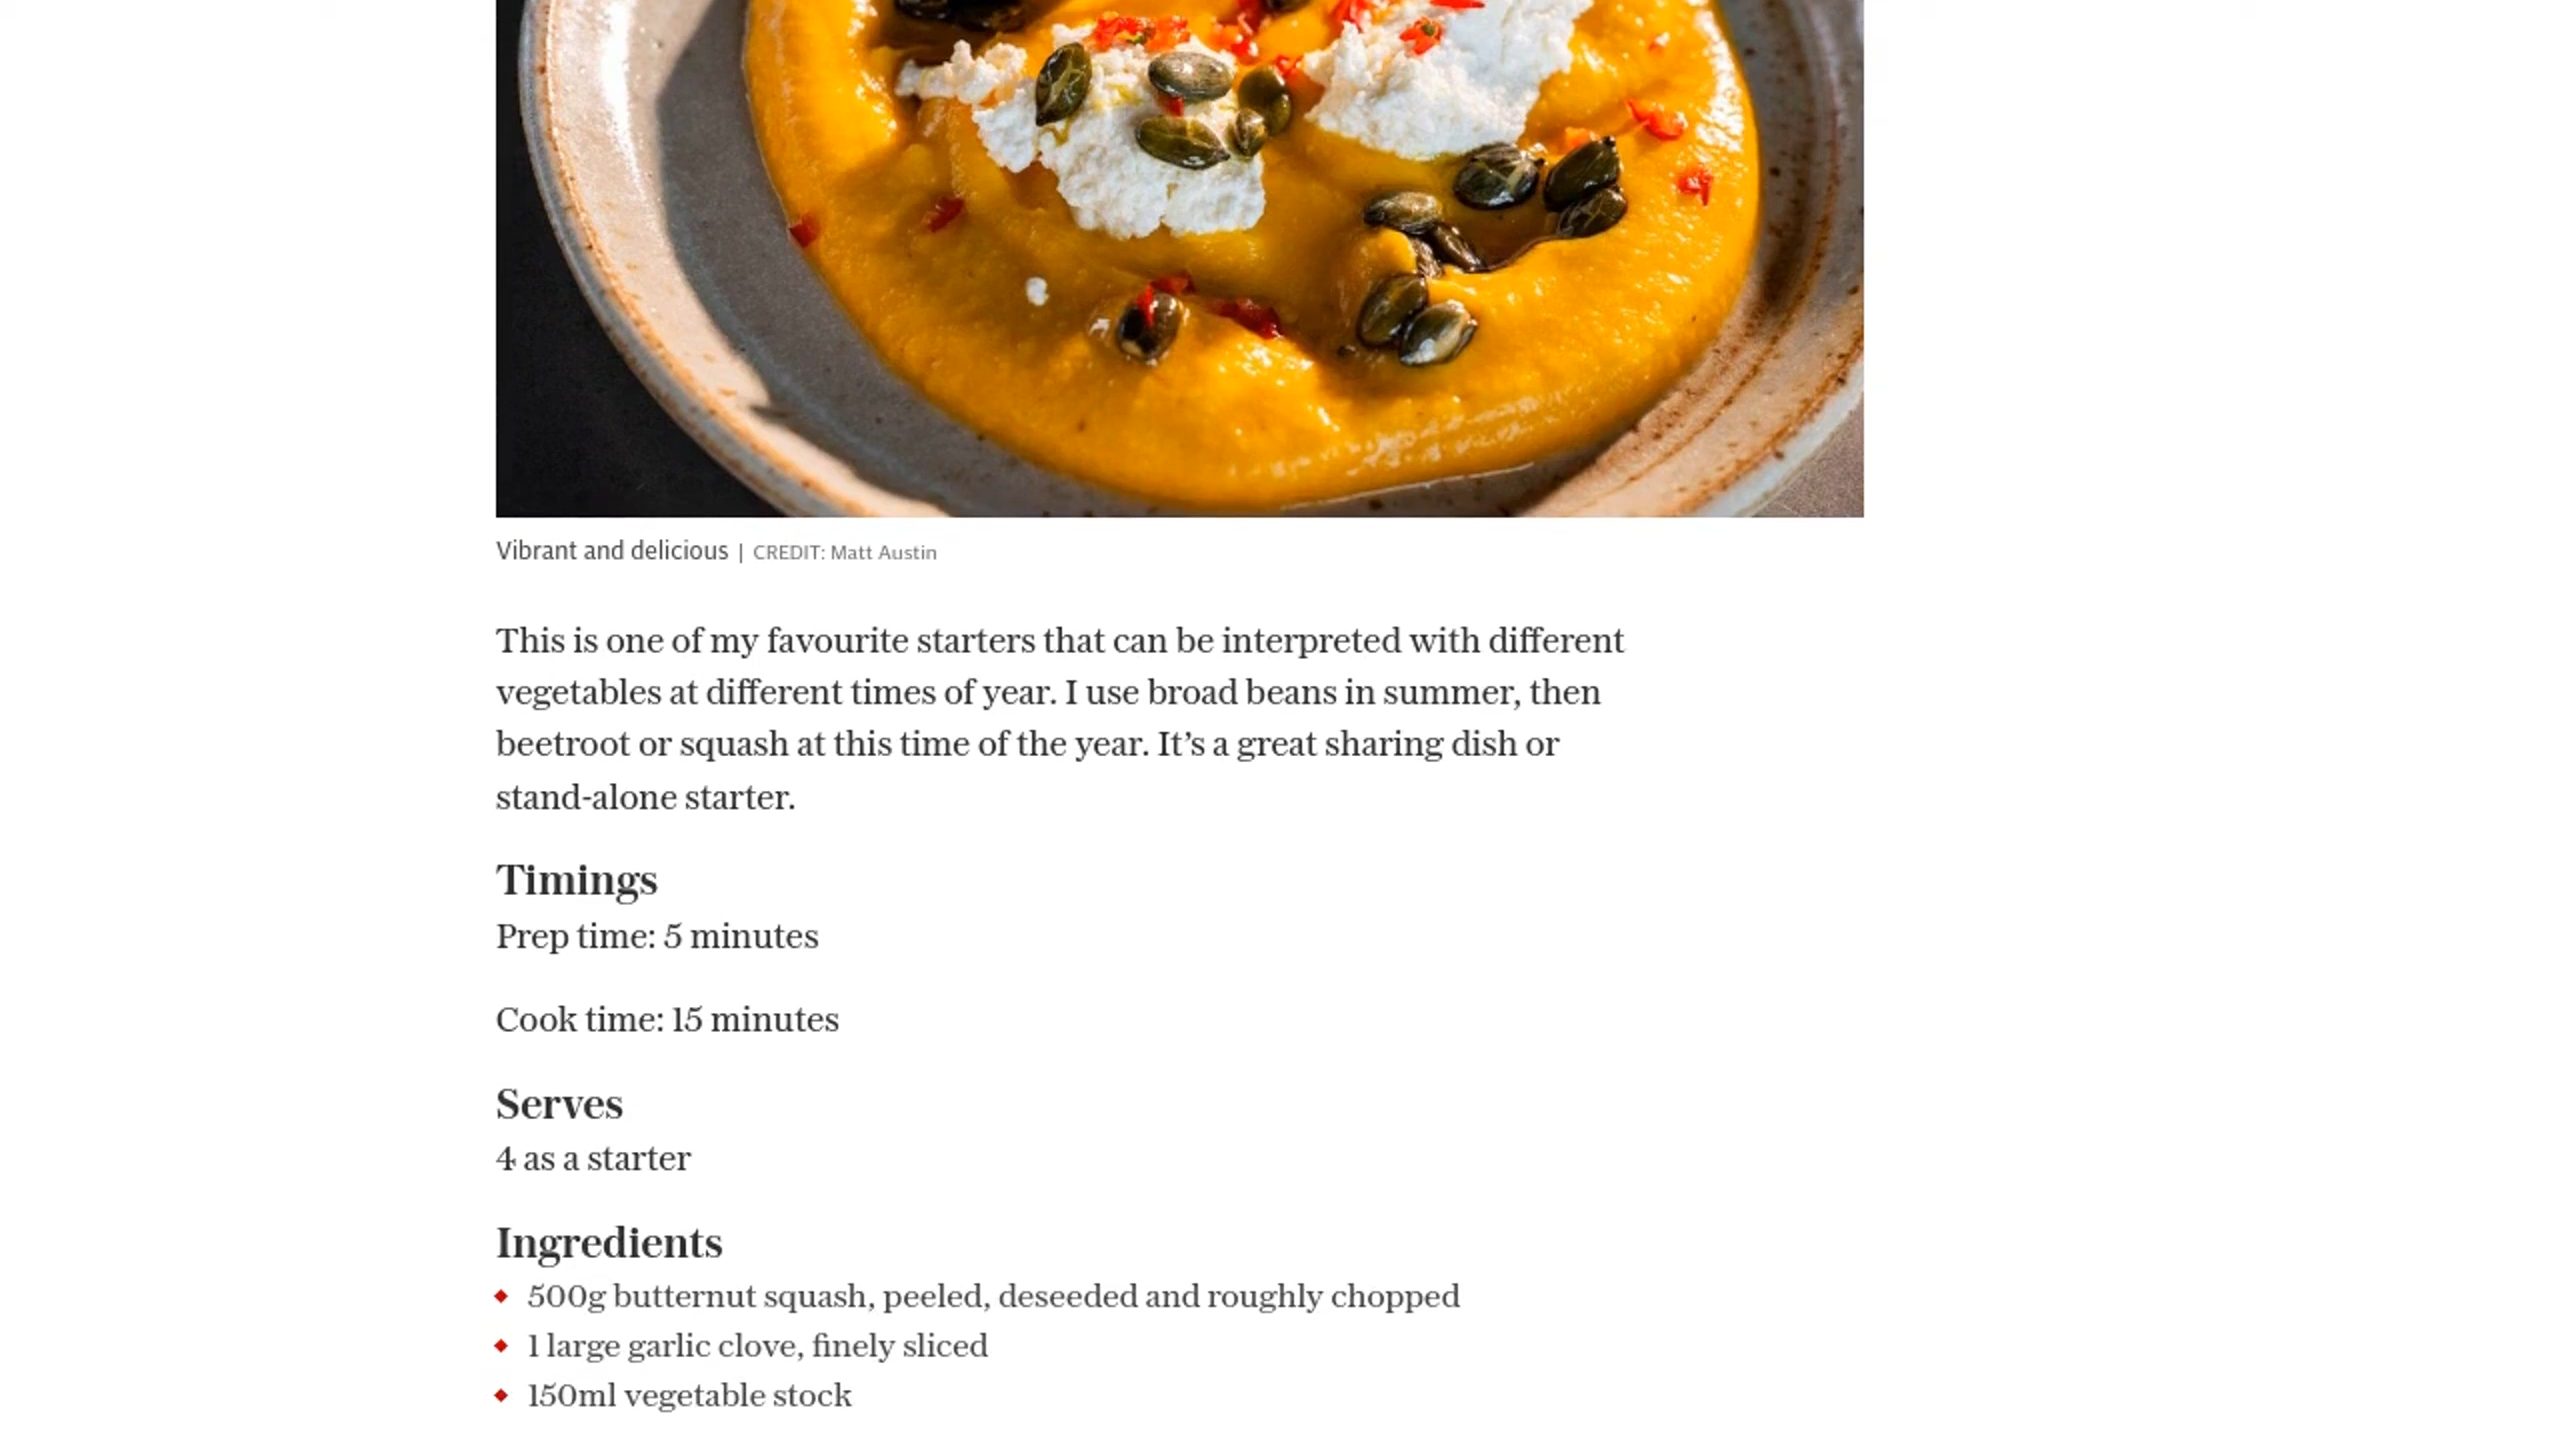 Vibrant and delicious | CREDIT: Matt Austin
This is one of my favourite starters that can be interpreted with different
vegetables at different times of year. I use broad beans in summer, then
beetroot or squash at this time of the year. It’s a great sharing dish or
stand-alone starter.
Timings
Prep time: 5 minutes
Cook time: 15 minutes
Serves
4 as a starter
Ingredients
500g butternut squash, peeled, deseeded and roughly chopped
1 large garlic clove, finely sliced
150ml vegetable stock